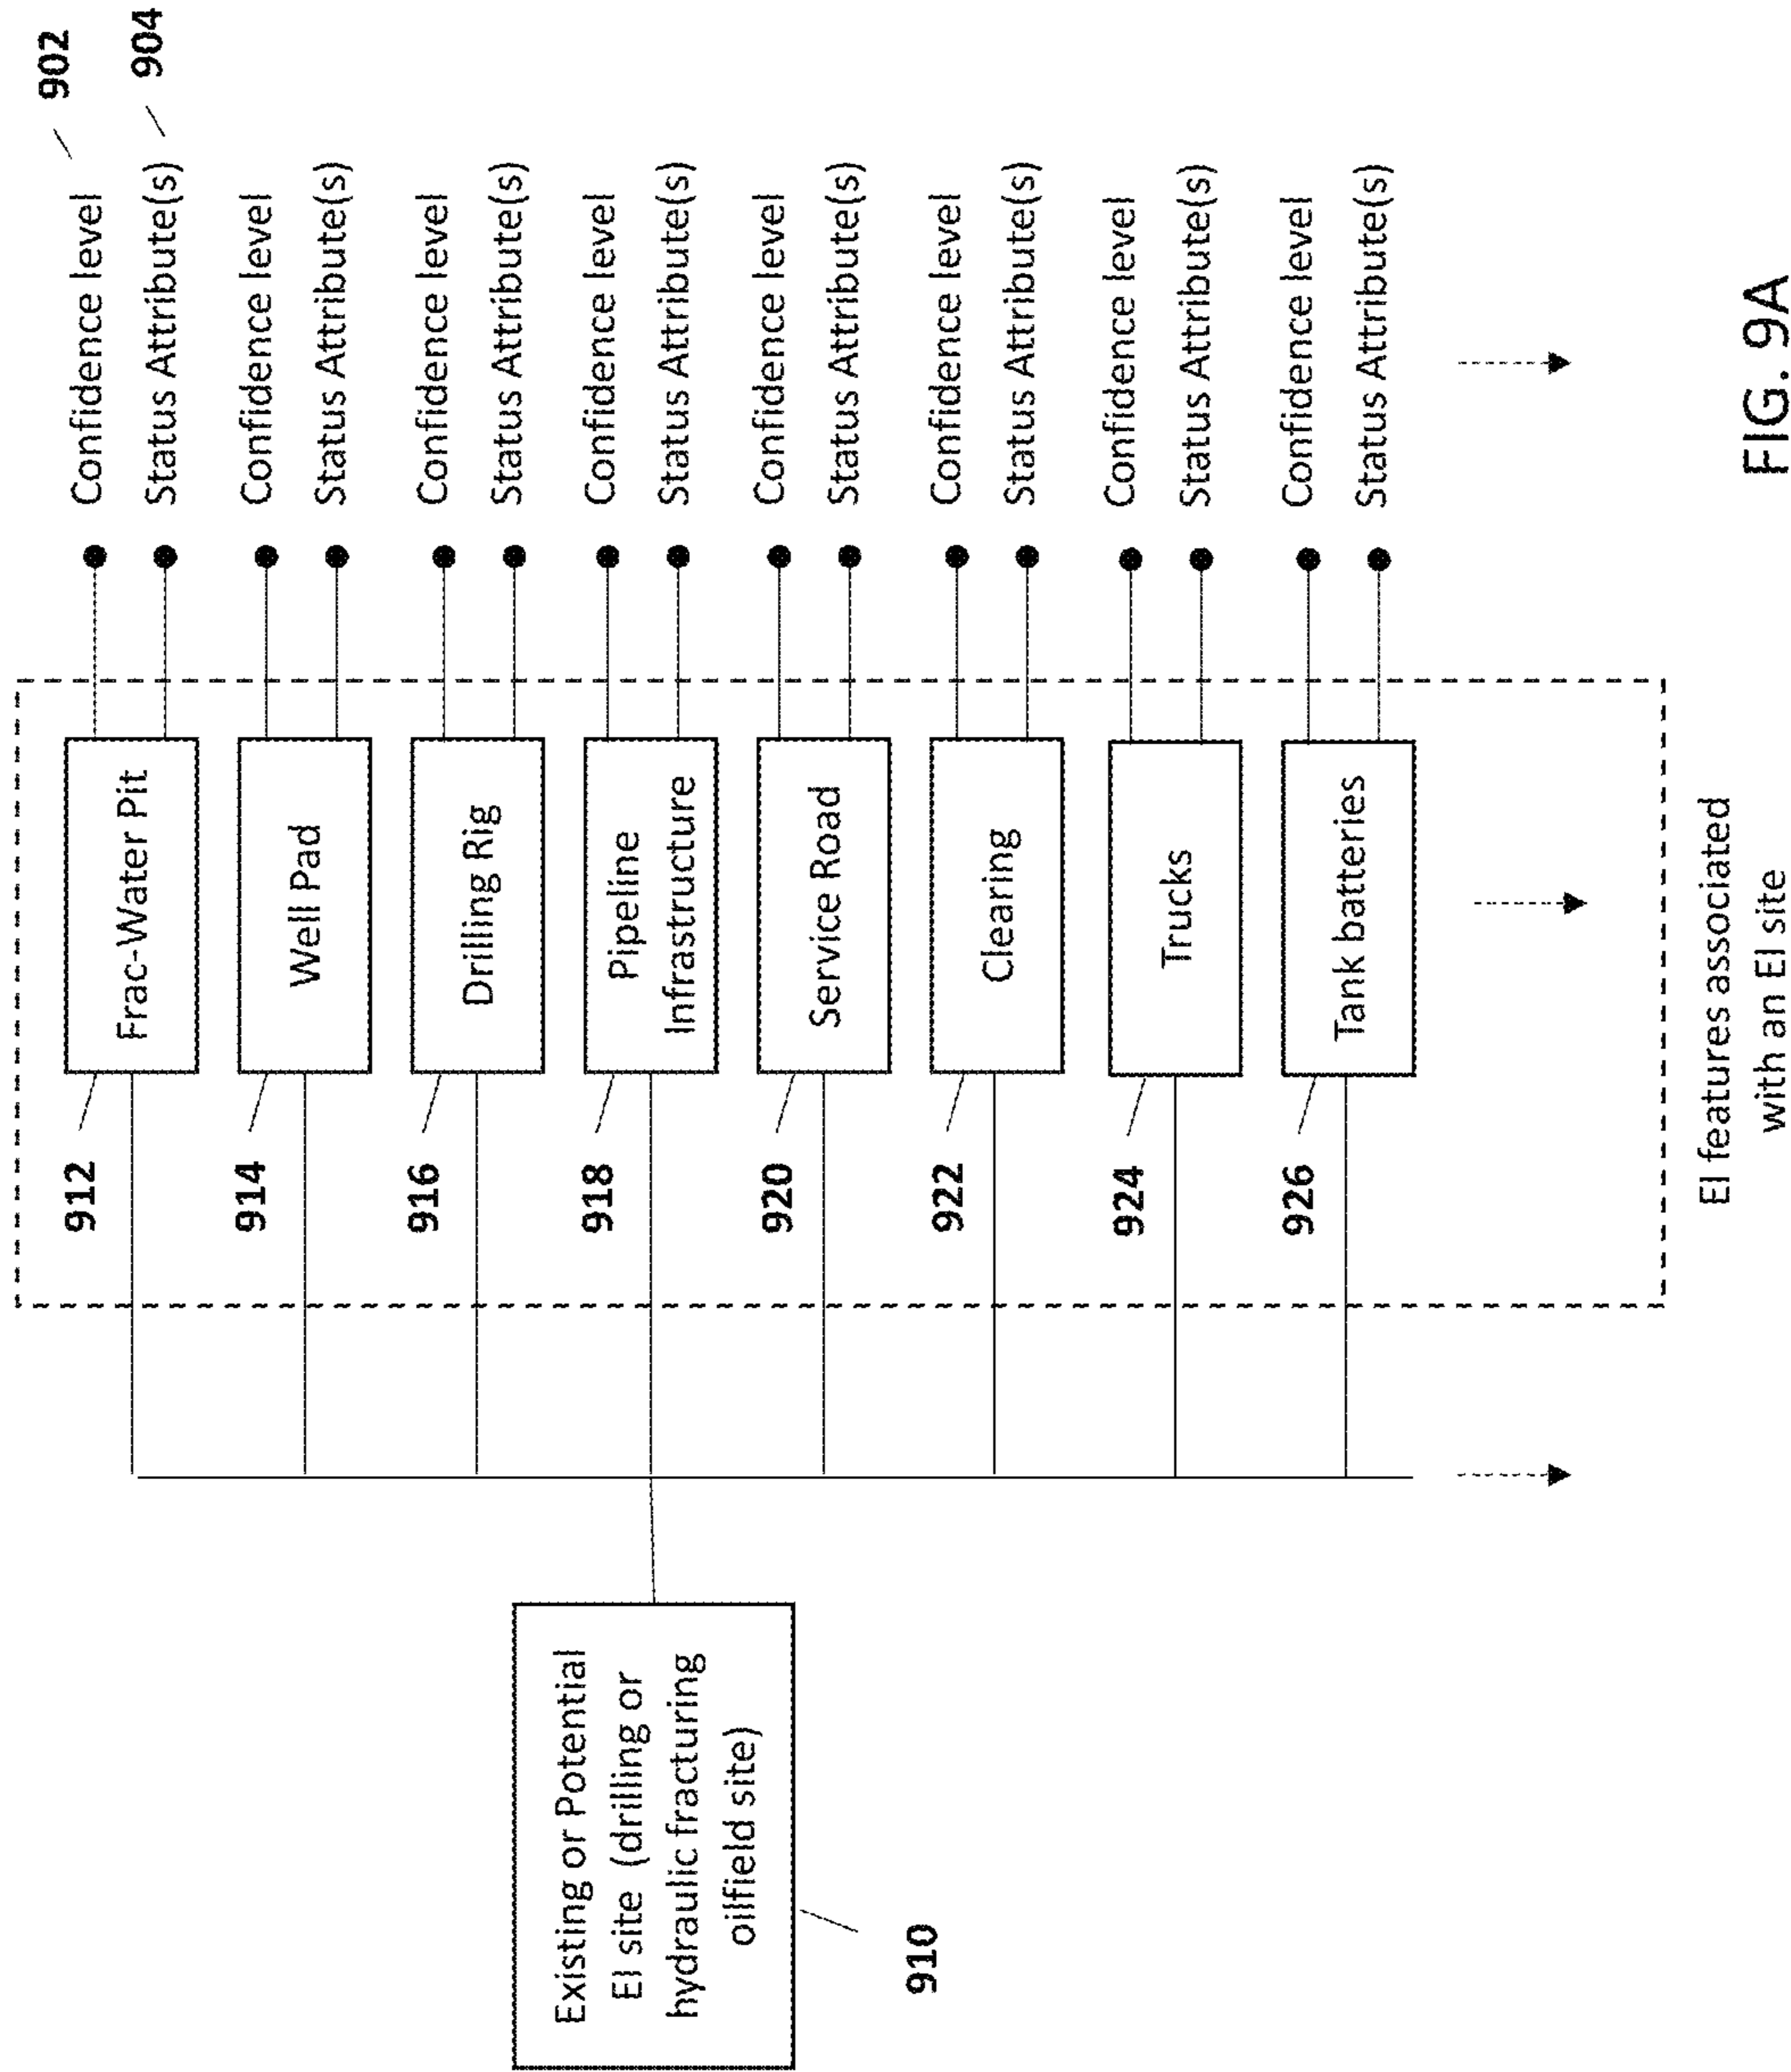 902
Confidence level
Status Attribute(s)
904
912
Frac-Water Pit
914
Well Pad
Confidence level
Status Attribute(s)
916
Drilling Rig
Confidence level
Status Attribute(s)
918
Pipeline
Infrastructure
Confidence level
Status Attribute(s)
920
Service Road
Confidence level
Status Attribute(s)
922
Clearing
Confidence level
Status Attribute(s)
924
Trucks
Confidence level
Status Attribute(s)
926
Tank batteries
Confidence level
Status Attribute(s)
Existing or Potential
EI site (drilling or
hydraulic fracturing
oilfield site)
910
EI features associated
with an EI site
FIG. 9A